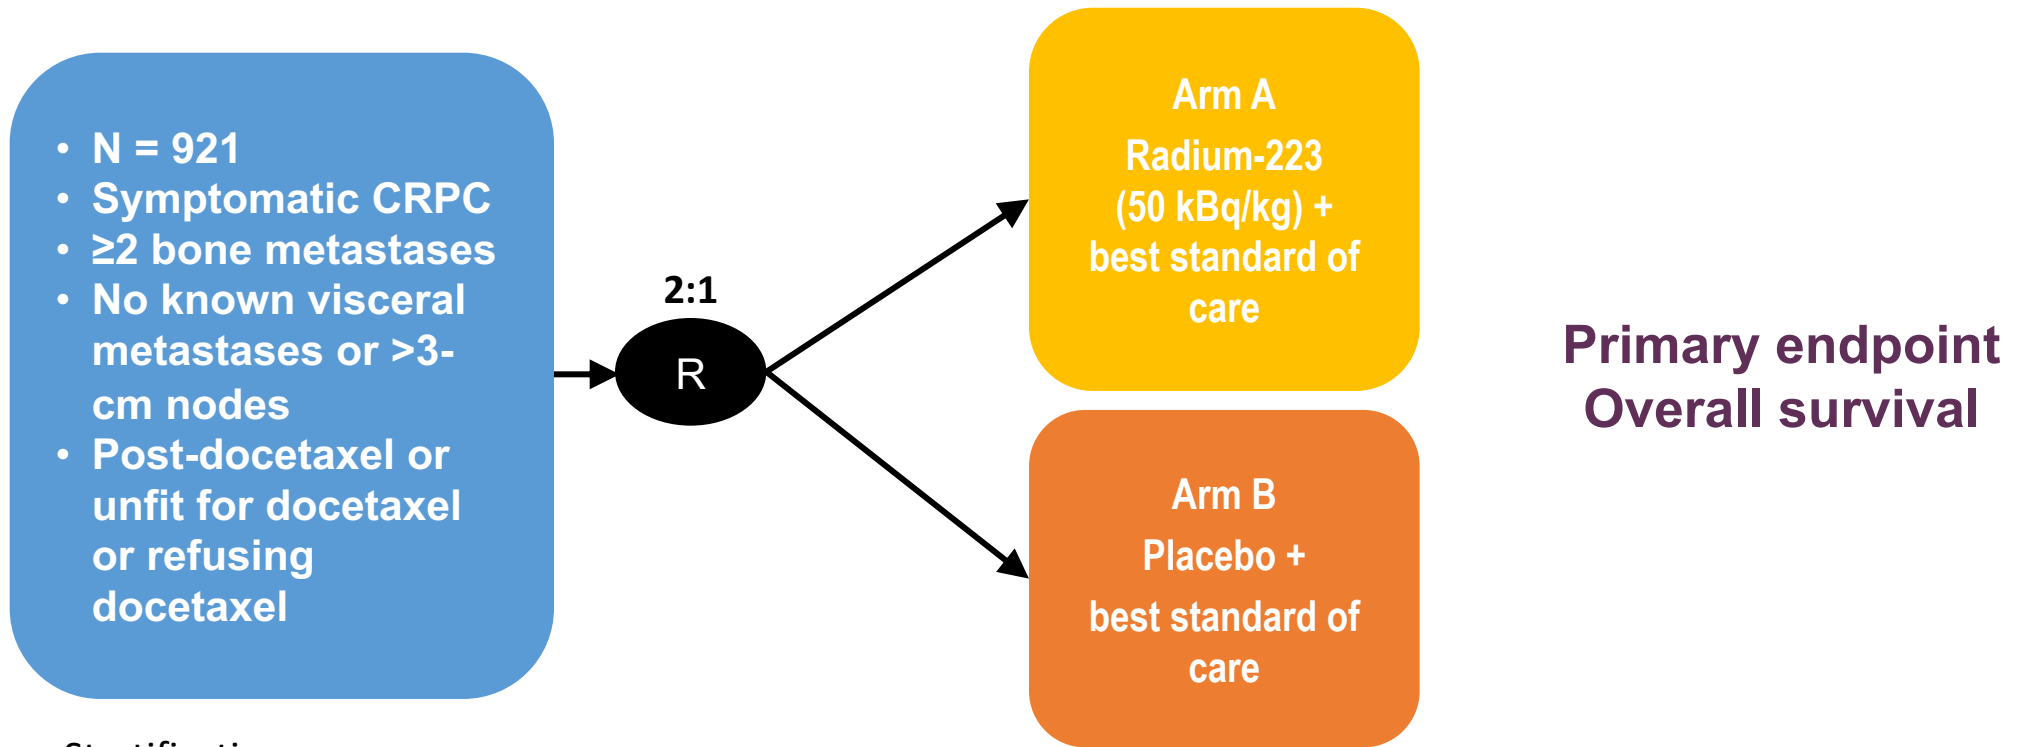 • N = 921
• Symptomatic CRPC
• ≥2 bone metastases
• No known visceral
metastases or >3-
cm nodes
• Post-docetaxel or
unfit for docetaxel
or refusing
docetaxel
2:1
R
Arm A
Radium-223
(50 kBq/kg) +
best standard of
care
Arm B
Placebo +
best standard of
care
Primary endpoint
Overall survival